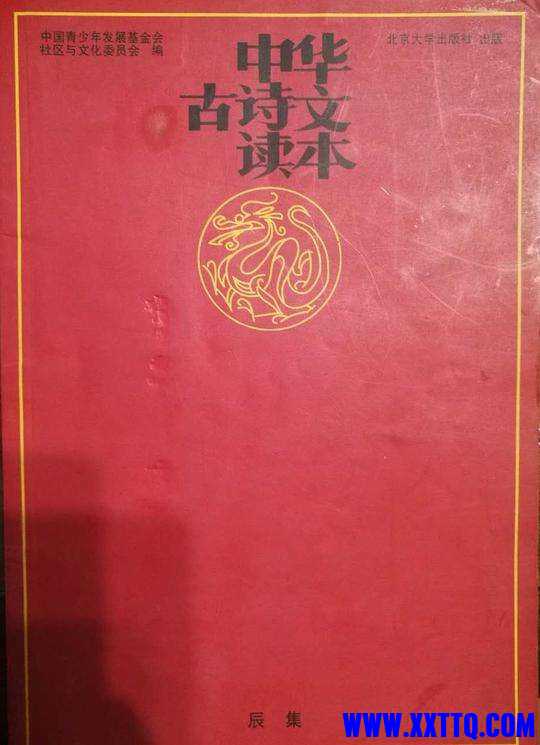 中国青少年发展基金会
社区与文化委员会 编
北京大学出版社 出版
中华
古诗文
读本
辰集
WWW.XXTTQ.COM